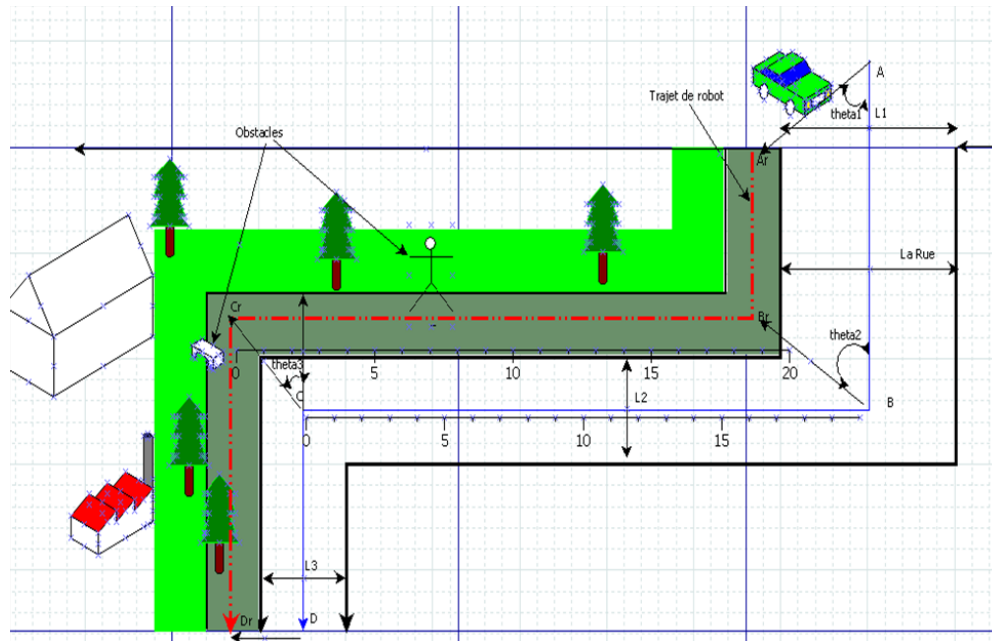 A
Trajet de robot
theta1
L1
Obstacles
Ar
La Rue
Cr
Br
theta2
theta3
0
5
10
15
20
C
L2
B
0
5
10
15
L3
Dr
D